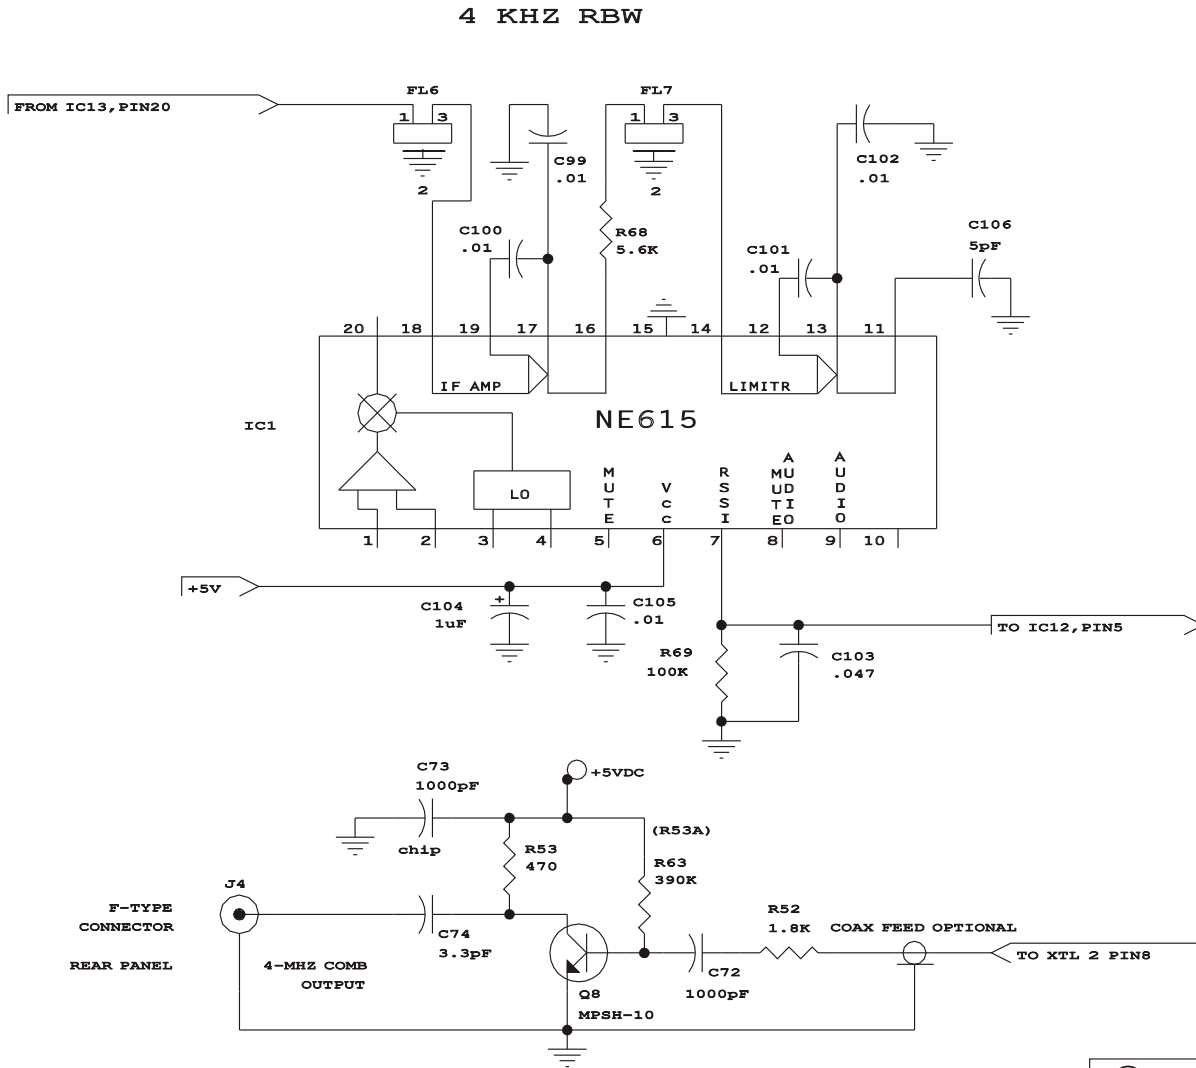 4 KHZ RBW
FROM IC13,PIN20
FL6
1 3
2
C99
.01
FL7
1 3
2
C102
.01
C100
.01
R68
5.6K
C101
.01
C106
5pF
20 18 19 17 16 15 14 12 13 11
IF AMP
LIMITR
NE615
IC1
LO
MUTE
Vcc
RSSI
MUTE
AUDIO
AUDIO
1 2 3 4 5 6 7 8 9 10
+5V
C104
+
1uF
C105
.01
TO IC12,PIN5
R69
100K
C103
.047
C73
1000pF
chip
+5VDC
(R53A)
R53
470
R63
390K
J4
F-TYPE
CONNECTOR
REAR PANEL
C74
3.3pF
R52
1.8K
COAX FEED OPTIONAL
TO XTL 2 PIN8
4-MHZ COMB
OUTPUT
C72
1000pF
Q8
MPSH-10